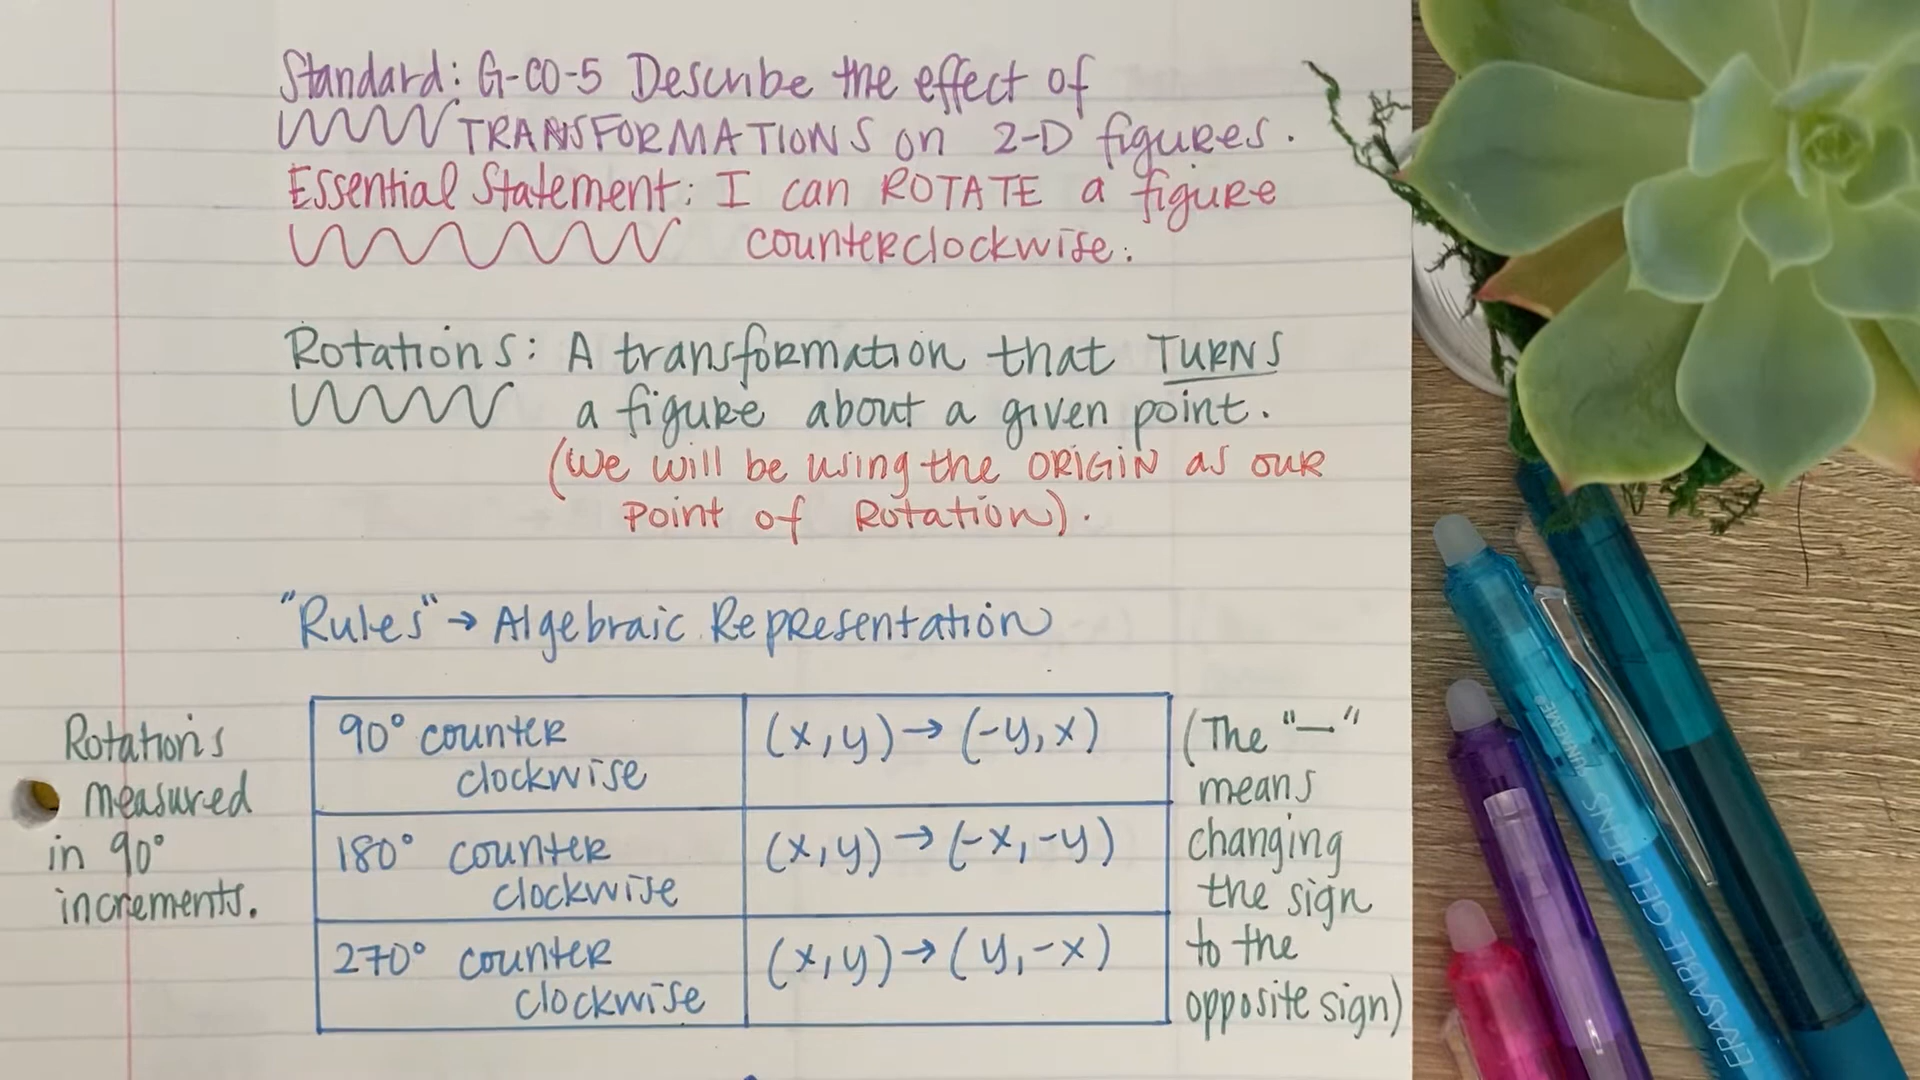 Standard: G-CO-5 Describe the effect of
TRANSFORMATIONS on 2-D figures.
Essential Statement: I can ROTATE a figure
counterclockwise.
Rotations: A transformation that TURNS
a figure about a given point.
(We will be using the ORIGIN as our
point of Rotation).
"Rules" → Algebraic Representation
Rotations
measured
in 90°
increments.
90° counter
clockwise
(x,y) → (-y,x)
180° counter
clockwise
(x,y) → (-x,-y)
270° counter
clockwise
(x,y) → (y,-x)
(The "—"
means
changing
the sign
to the
opposite sign)
ERASABLE GEL PENS